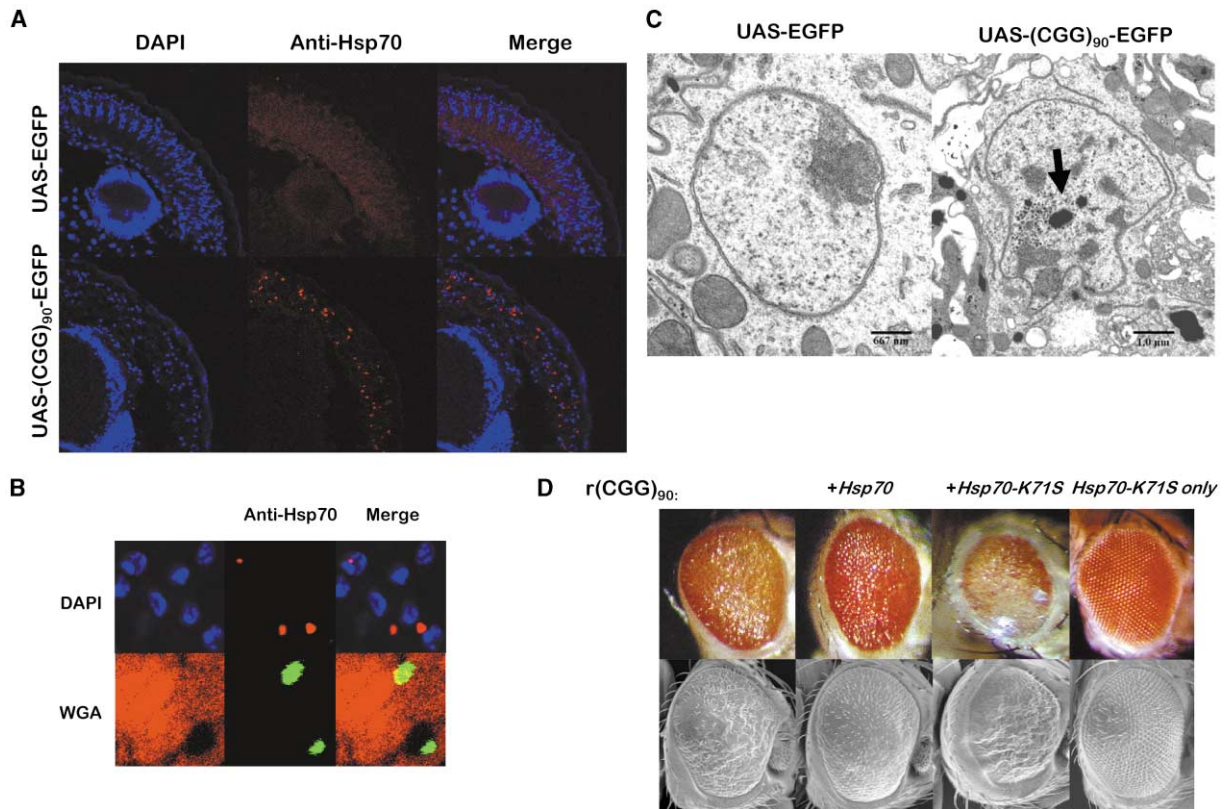 A
DAPI Anti-Hsp70 Merge
UAS-EGFP
UAS-(CGG)90-EGFP
B
Anti-Hsp70 Merge
DAPI
WGA
C
UAS-EGFP UAS-(CGG)90-EGFP
667 nm 1.0 µm
D r(CGG)90: +Hsp70 +Hsp70-K71S Hsp70-K71S only